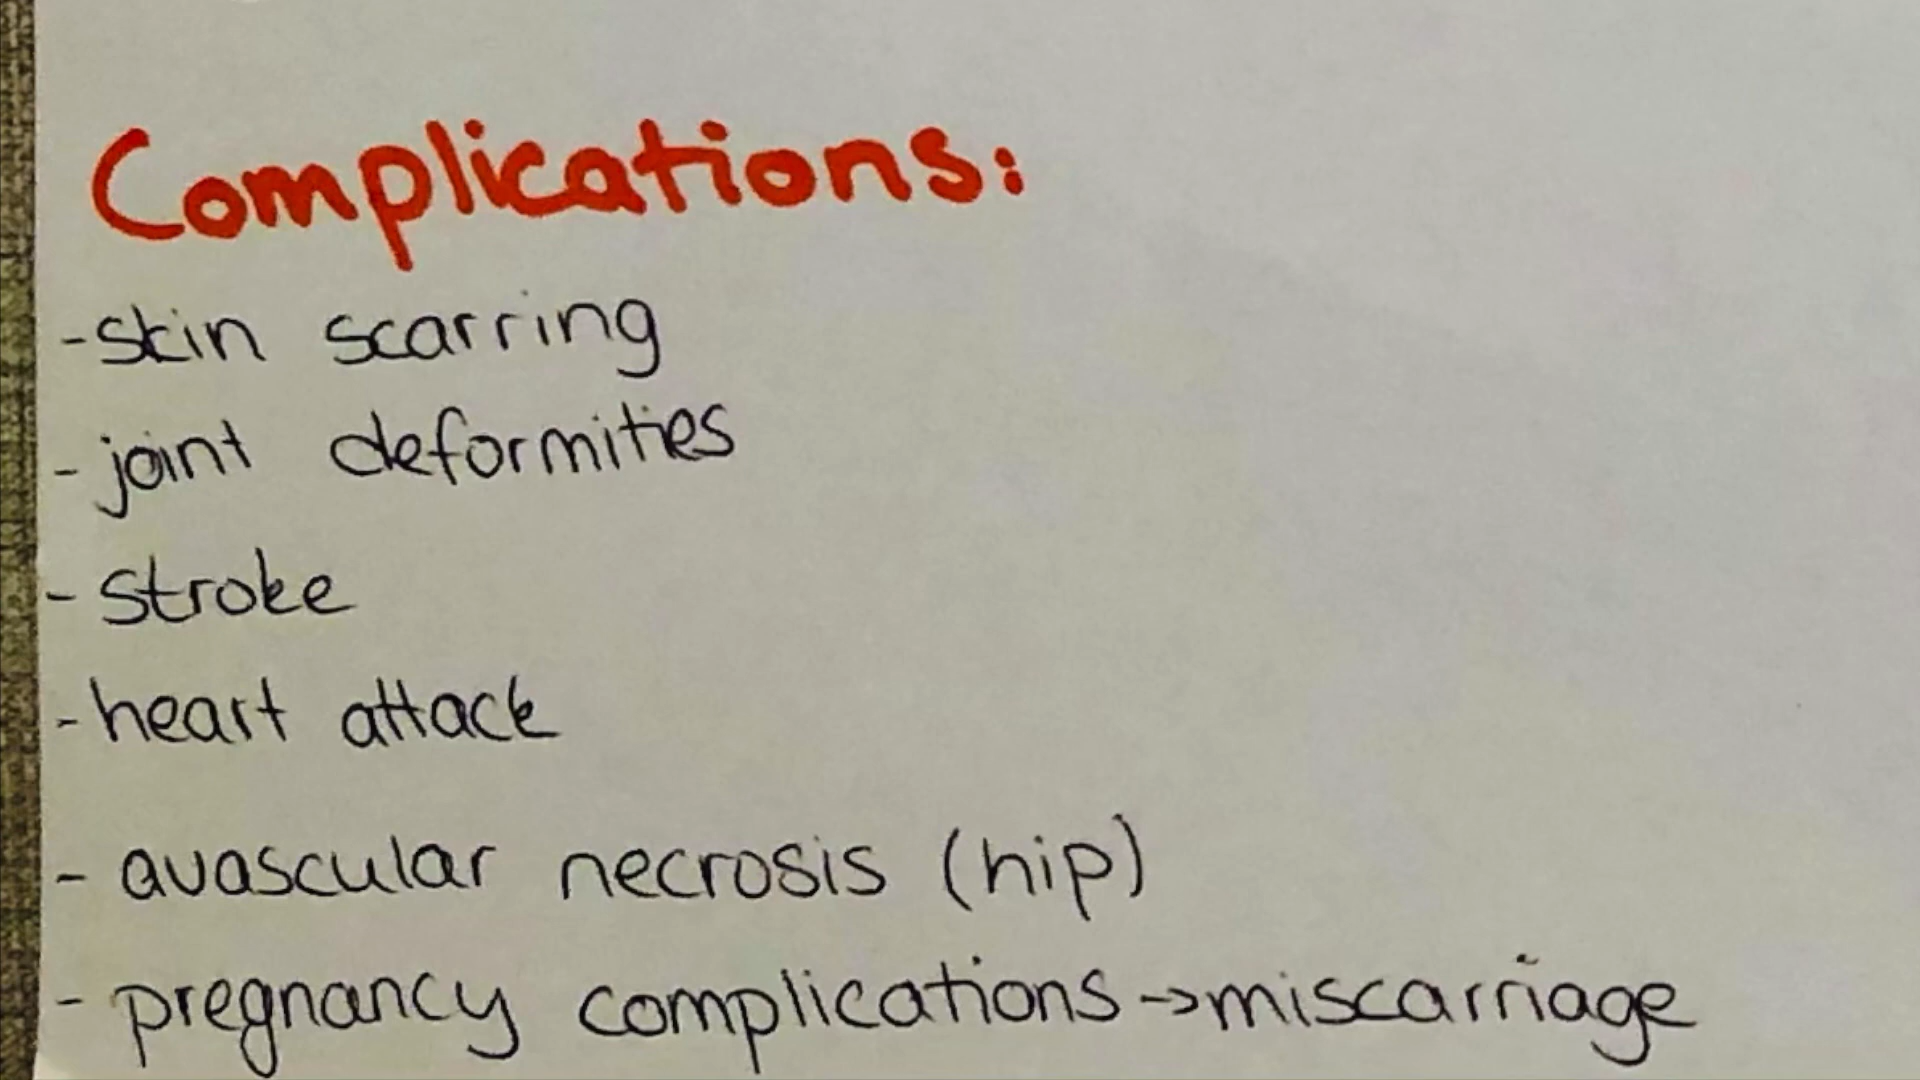 Complications:
-skin scarring
- joint deformities
- stroke
- heart attack
- avascular necrosis (hip)
- pregnancy complications->miscarriage